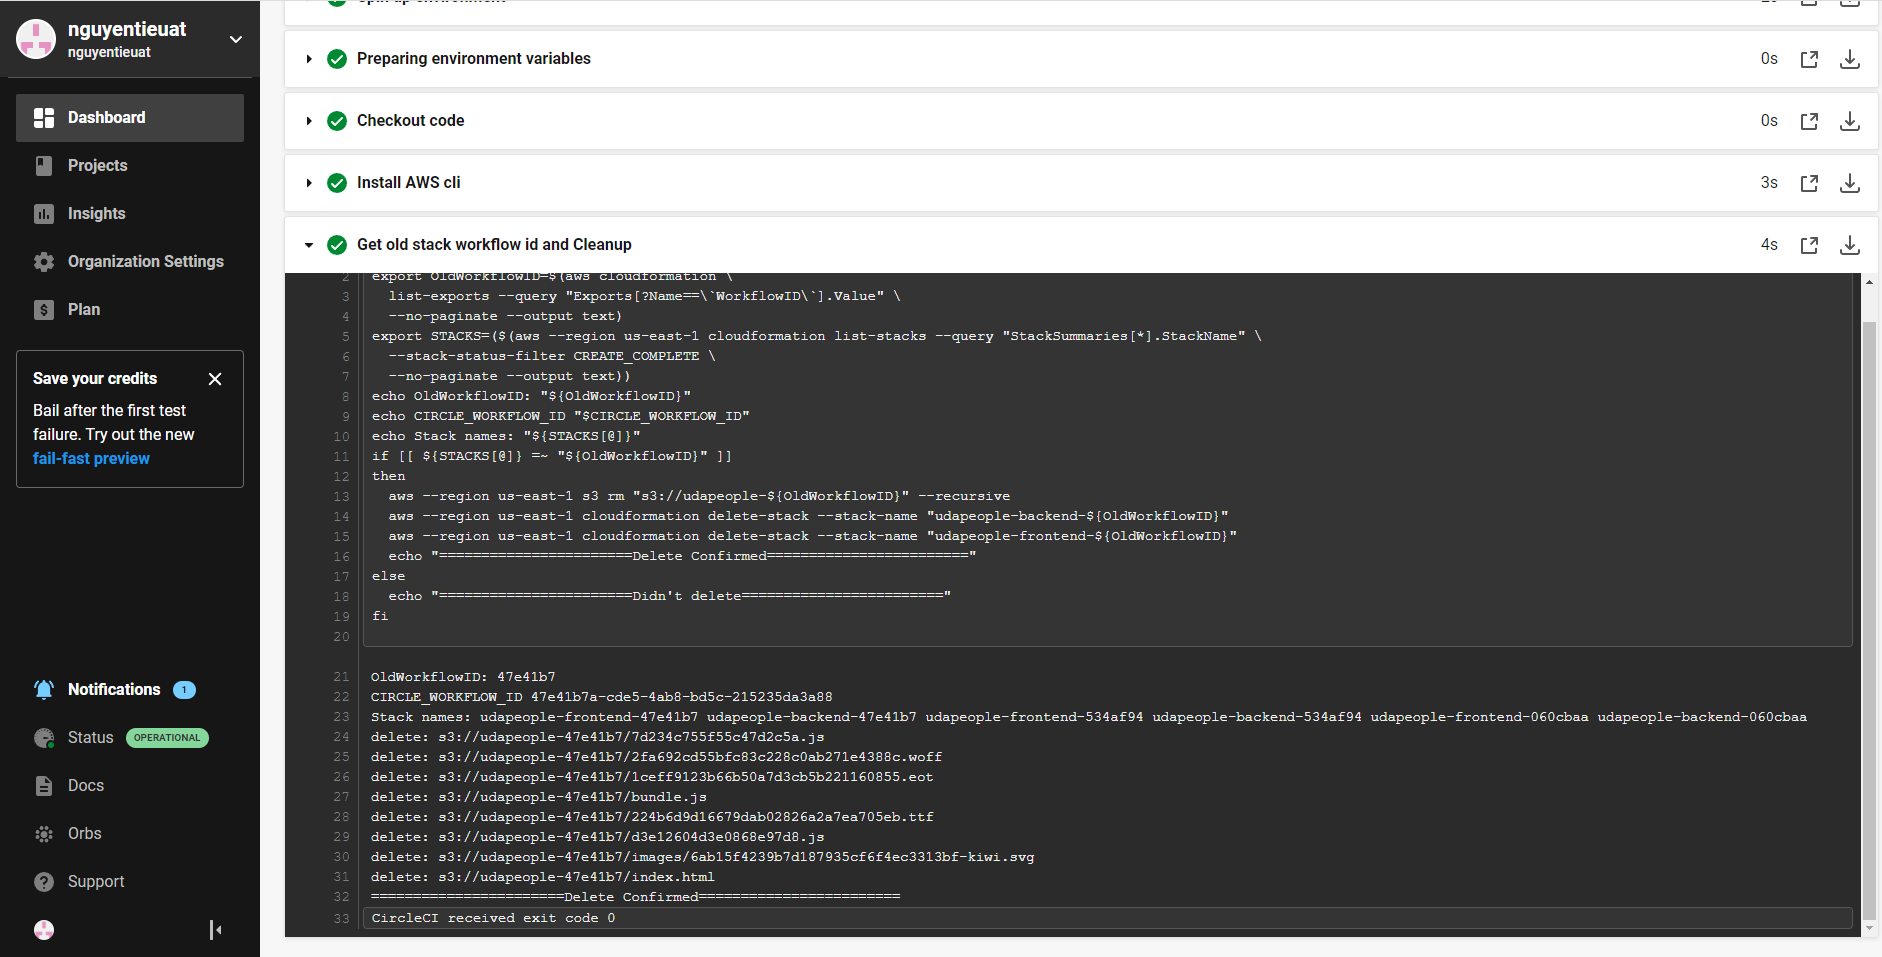 nguyentieuat
nguyentieuat
Dashboard
Projects
Insights
Organization Settings
Plan
Save your credits
Bail after the first test
failure. Try out the new
fail-fast preview
Notifications 1
Status OPERATIONAL
Docs
Orbs
Support
Spin up environment
Preparing environment variables 0s
Checkout code 0s
Install AWS cli 3s
Get old stack workflow id and Cleanup 4s
2 export OldWorkflowID=$(aws cloudformation \
3 list-exports --query "Exports[?Name==\`WorkflowID\`].Value" \
4 --no-paginate --output text)
5 export STACKS=($(aws --region us-east-1 cloudformation list-stacks --query "StackSummaries[*].StackName" \
6 --stack-status-filter CREATE_COMPLETE \
7 --no-paginate --output text))
8 echo OldWorkflowID: "${OldWorkflowID}"
9 echo CIRCLE_WORKFLOW_ID "$CIRCLE_WORKFLOW_ID"
10 echo Stack names: "${STACKS[@]}"
11 if [[ ${STACKS[@]} =~ "${OldWorkflowID}" ]]
12 then
13 aws --region us-east-1 s3 rm "s3://udapeople-${OldWorkflowID}" --recursive
14 aws --region us-east-1 cloudformation delete-stack --stack-name "udapeople-backend-${OldWorkflowID}"
15 aws --region us-east-1 cloudformation delete-stack --stack-name "udapeople-frontend-${OldWorkflowID}"
16 echo "=======================Delete Confirmed========================"
17 else
18 echo "=======================Didn't delete========================"
19 fi
20
21 OldWorkflowID: 47e41b7
22 CIRCLE_WORKFLOW_ID 47e41b7a-cde5-4ab8-bd5c-215235da3a88
23 Stack names: udapeople-frontend-47e41b7 udapeople-backend-47e41b7 udapeople-frontend-534af94 udapeople-backend-534af94 udapeople-frontend-060cbaa udapeople-backend-060cbaa
24 delete: s3://udapeople-47e41b7/7d234c755f55c47d2c5a.js
25 delete: s3://udapeople-47e41b7/2fa692cd55bfc83c228c0ab271e4388c.woff
26 delete: s3://udapeople-47e41b7/1ceff9123b66b50a7d3cb5b221160855.eot
27 delete: s3://udapeople-47e41b7/bundle.js
28 delete: s3://udapeople-47e41b7/224b6d9d16679dab02826a2a7ea705eb.ttf
29 delete: s3://udapeople-47e41b7/d3e12604d3e0868e97d8.js
30 delete: s3://udapeople-47e41b7/images/6ab15f4239b7d187935cf6f4ec3313bf-kiwi.svg
31 delete: s3://udapeople-47e41b7/index.html
32 =======================Delete Confirmed========================
33 CircleCI received exit code 0